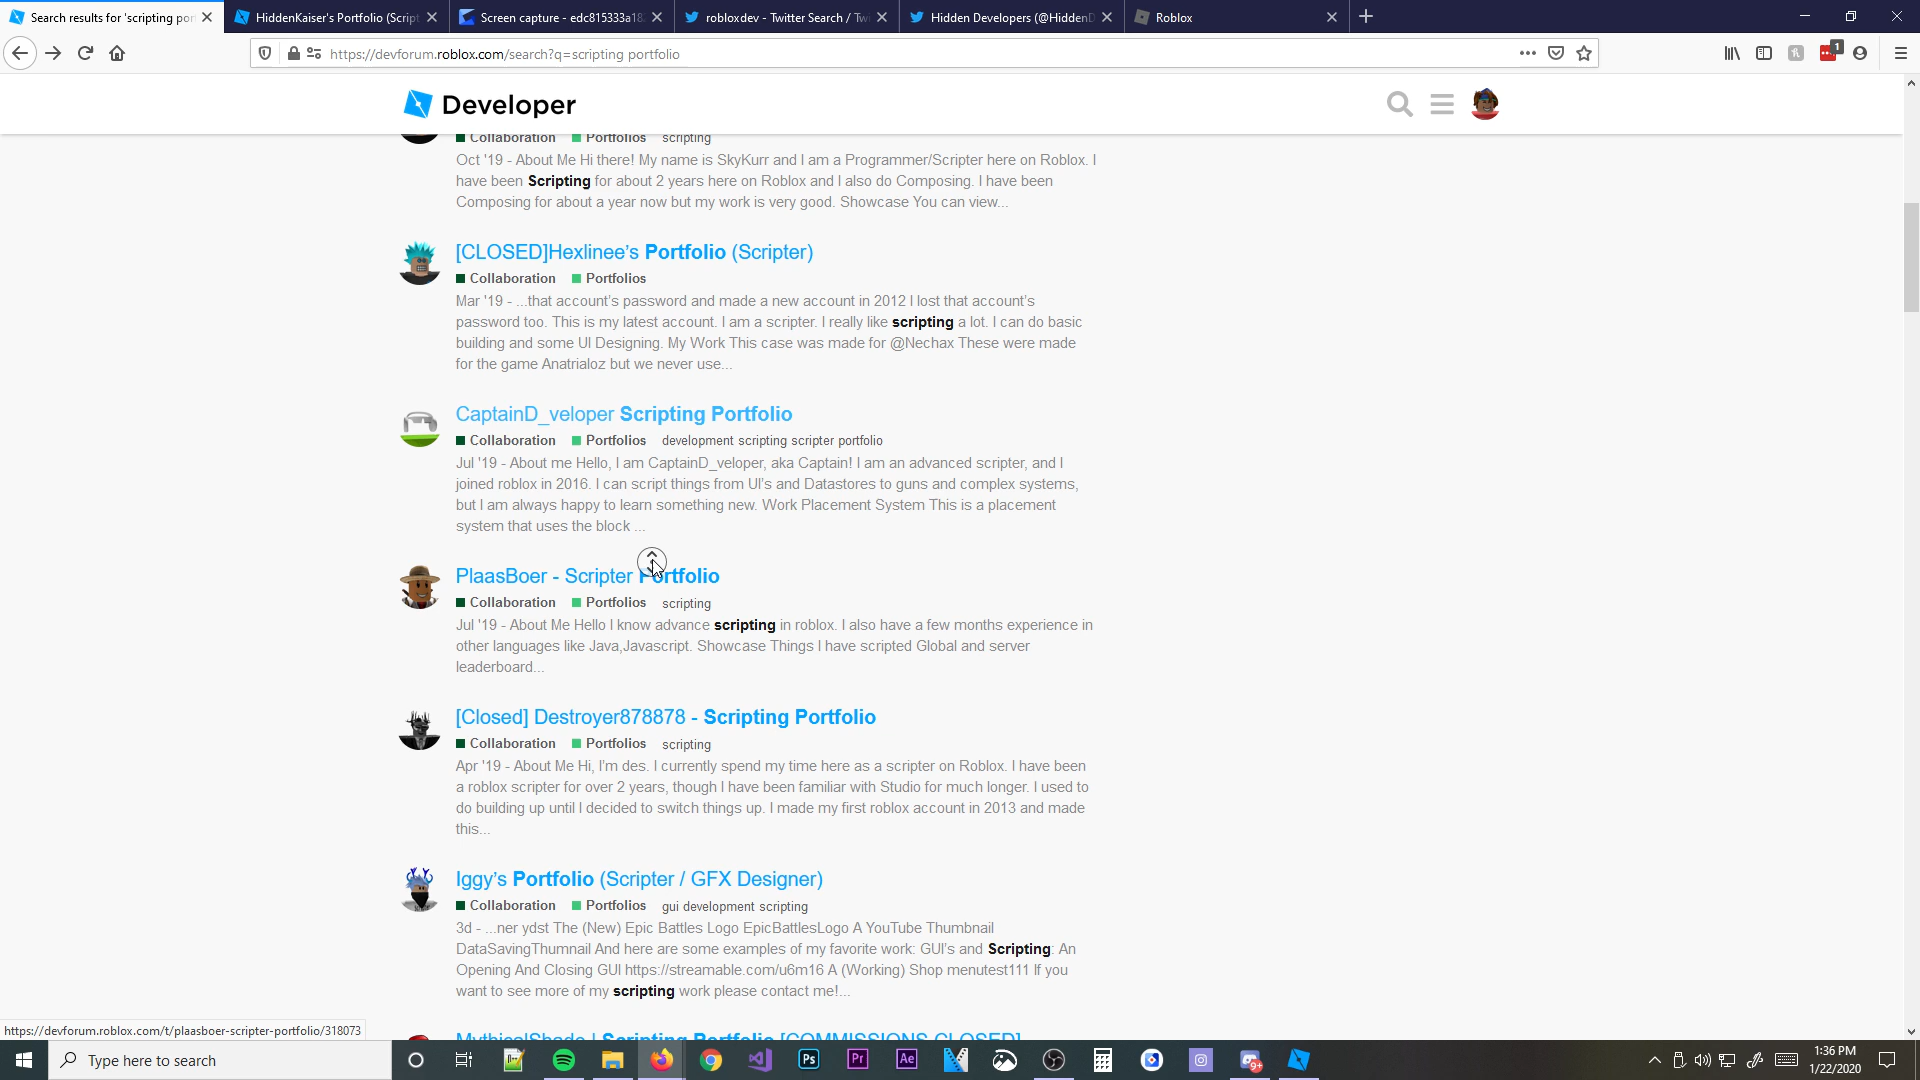 Search results for 'scripting por
HiddenKaiser's Portfolio (Script
Screen capture - edc815333a18
robloxdev - Twitter Search / Tw
Hidden Developers (@HiddenD
Roblox
https://devforum.roblox.com/search?q=scripting portfolio
1
Developer
Collaboration Portfolios scripting
Oct '19 - About Me Hi there! My name is SkyKurr and I am a Programmer/Scripter here on Roblox. I
have been Scripting for about 2 years here on Roblox and I also do Composing. I have been
Composing for about a year now but my work is very good. Showcase You can view...
[CLOSED]Hexlinee's Portfolio (Scripter)
Collaboration Portfolios
Mar '19 - ...that account's password and made a new account in 2012 I lost that account's
password too. This is my latest account. I am a scripter. I really like scripting a lot. I can do basic
building and some UI Designing. My Work This case was made for @Nechax These were made
for the game Anatrialoz but we never use...
CaptainD_veloper Scripting Portfolio
Collaboration Portfolios development scripting scripter portfolio
Jul '19 - About me Hello, I am CaptainD_veloper, aka Captain! I am an advanced scripter, and I
joined roblox in 2016. I can script things from UI's and Datastores to guns and complex systems,
but I am always happy to learn something new. Work Placement System This is a placement
system that uses the block ...
PlaasBoer - Scripter Portfolio
Collaboration Portfolios scripting
Jul '19 - About Me Hello I know advance scripting in roblox. I also have a few months experience in
other languages like Java,Javascript. Showcase Things I have scripted Global and server
leaderboard...
[Closed] Destroyer878878 - Scripting Portfolio
Collaboration Portfolios scripting
Apr '19 - About Me Hi, I'm des. I currently spend my time here as a scripter on Roblox. I have been
a roblox scripter for over 2 years, though I have been familiar with Studio for much longer. I used to
do building up until I decided to switch things up. I made my first roblox account in 2013 and made
this...
Iggy's Portfolio (Scripter / GFX Designer)
Collaboration Portfolios gui development scripting
3d - ...ner ydst The (New) Epic Battles Logo EpicBattlesLogo A YouTube Thumbnail
DataSavingThumnail And here are some examples of my favorite work: GUI's and Scripting: An
Opening And Closing GUI https://streamable.com/u6m16 A (Working) Shop menutest111 If you
want to see more of my scripting work please contact me!...
MythicalShade | Scripting Portfolio [COMMISSIONS CLOSED]
https://devforum.roblox.com/t/plaasboer-scripter-portfolio/318073
Type here to search
Ps
Pr
Ae
9+
1:36 PM
1/22/2020